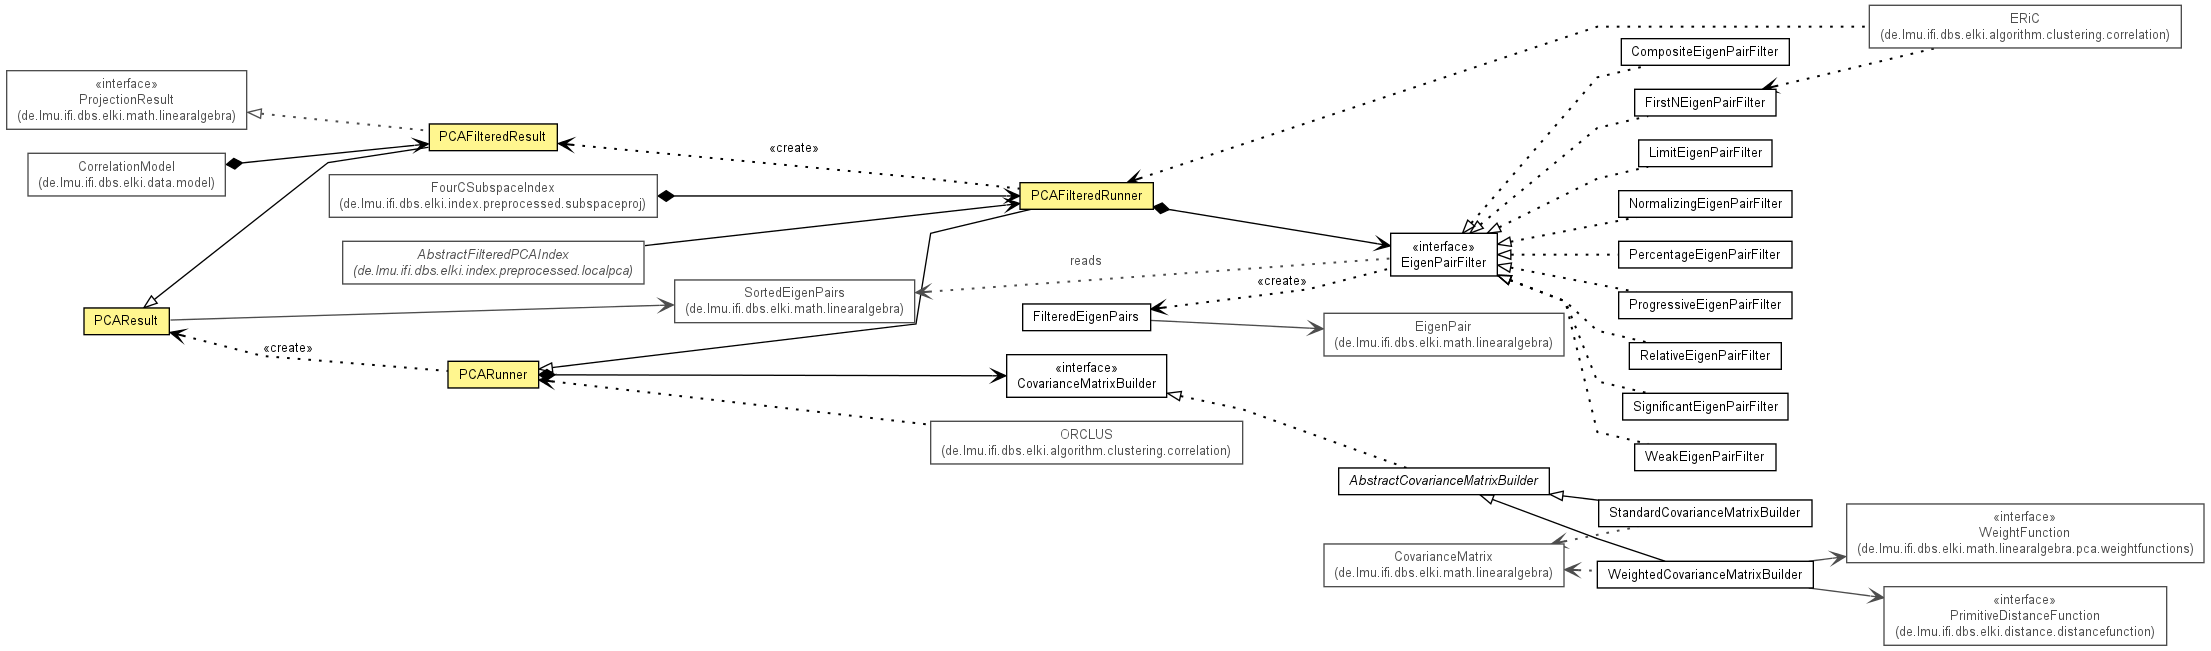 «interface»
ProjectionResult
(de.lmu.ifi.dbs.elki.math.linearalgebra)
CorrelationModel
(de.lmu.ifi.dbs.elki.data.model)
PCAResult
PCAFilteredResult
FourCSubspaceIndex
(de.lmu.ifi.dbs.elki.index.preprocessed.subspaceproj)
AbstractFilteredPCAIndex
(de.lmu.ifi.dbs.elki.index.preprocessed.localpca)
«create»
PCARunner
SortedEigenPairs
(de.lmu.ifi.dbs.elki.math.linearalgebra)
«create»
PCAFilteredRunner
reads
«create»
FilteredEigenPairs
«interface»
CovarianceMatrixBuilder
ORCLUS
(de.lmu.ifi.dbs.elki.algorithm.clustering.correlation)
«interface»
EigenPairFilter
EigenPair
(de.lmu.ifi.dbs.elki.math.linearalgebra)
AbstractCovarianceMatrixBuilder
CovarianceMatrix
(de.lmu.ifi.dbs.elki.math.linearalgebra)
CompositeEigenPairFilter
FirstNEigenPairFilter
LimitEigenPairFilter
NormalizingEigenPairFilter
PercentageEigenPairFilter
ProgressiveEigenPairFilter
RelativeEigenPairFilter
SignificantEigenPairFilter
WeakEigenPairFilter
StandardCovarianceMatrixBuilder
WeightedCovarianceMatrixBuilder
ERiC
(de.lmu.ifi.dbs.elki.algorithm.clustering.correlation)
«interface»
WeightFunction
(de.lmu.ifi.dbs.elki.math.linearalgebra.pca.weightfunctions)
«interface»
PrimitiveDistanceFunction
(de.lmu.ifi.dbs.elki.distance.distancefunction)